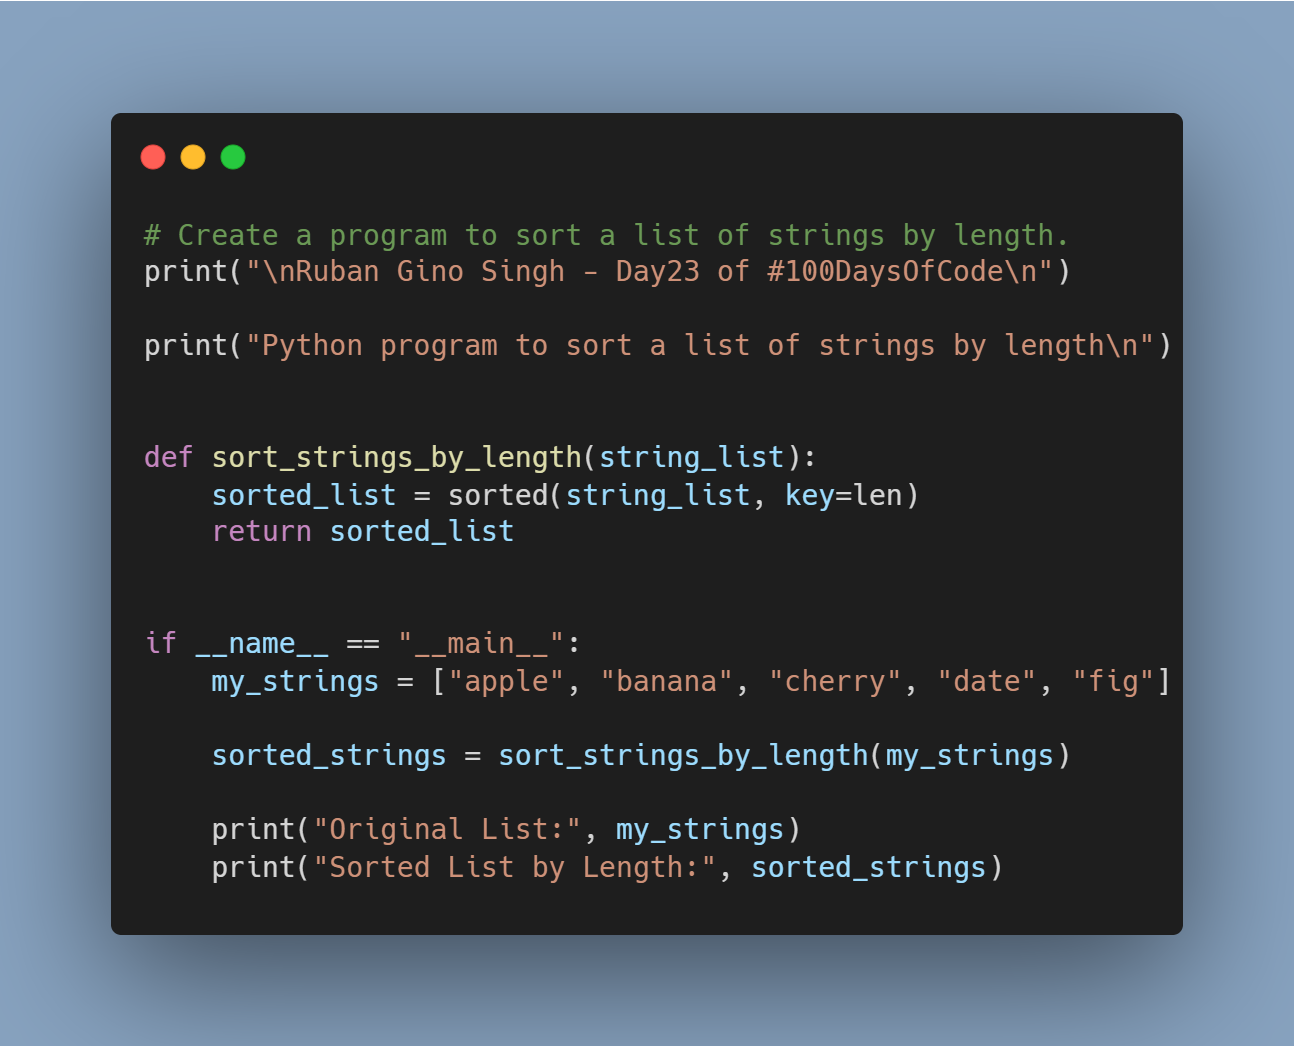 # Create a program to sort a list of strings by length.
print("\nRuban Gino Singh - Day23 of #100DaysOfCode\n")
print("Python program to sort a list of strings by length\n")
def sort_strings_by_length(string_list):
    sorted_list = sorted(string_list, key=len)
    return sorted_list
if __name__ == "__main__":
    my_strings = ["apple", "banana", "cherry", "date", "fig"]
    sorted_strings = sort_strings_by_length(my_strings)
    print("Original List:", my_strings)
    print("Sorted List by Length:", sorted_strings)